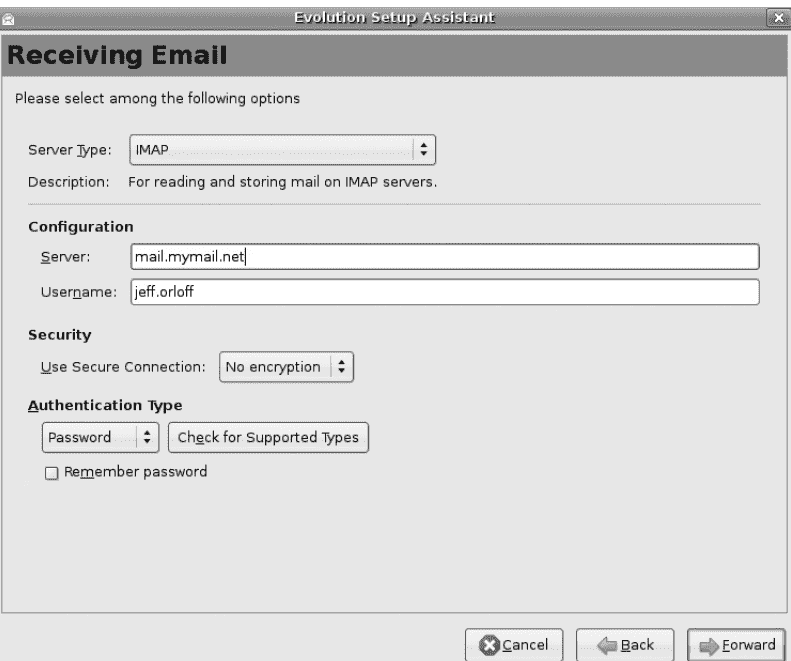 Evolution Setup Assistant
Receiving Email
Please select among the following options
Server Type: IMAP
Description: For reading and storing mail on IMAP servers.
Configuration
Server: mail.mymail.net
Username: jeff.orloff
Security
Use Secure Connection: No encryption
Authentication Type
Password Check for Supported Types
Remember password
Cancel Back Forward